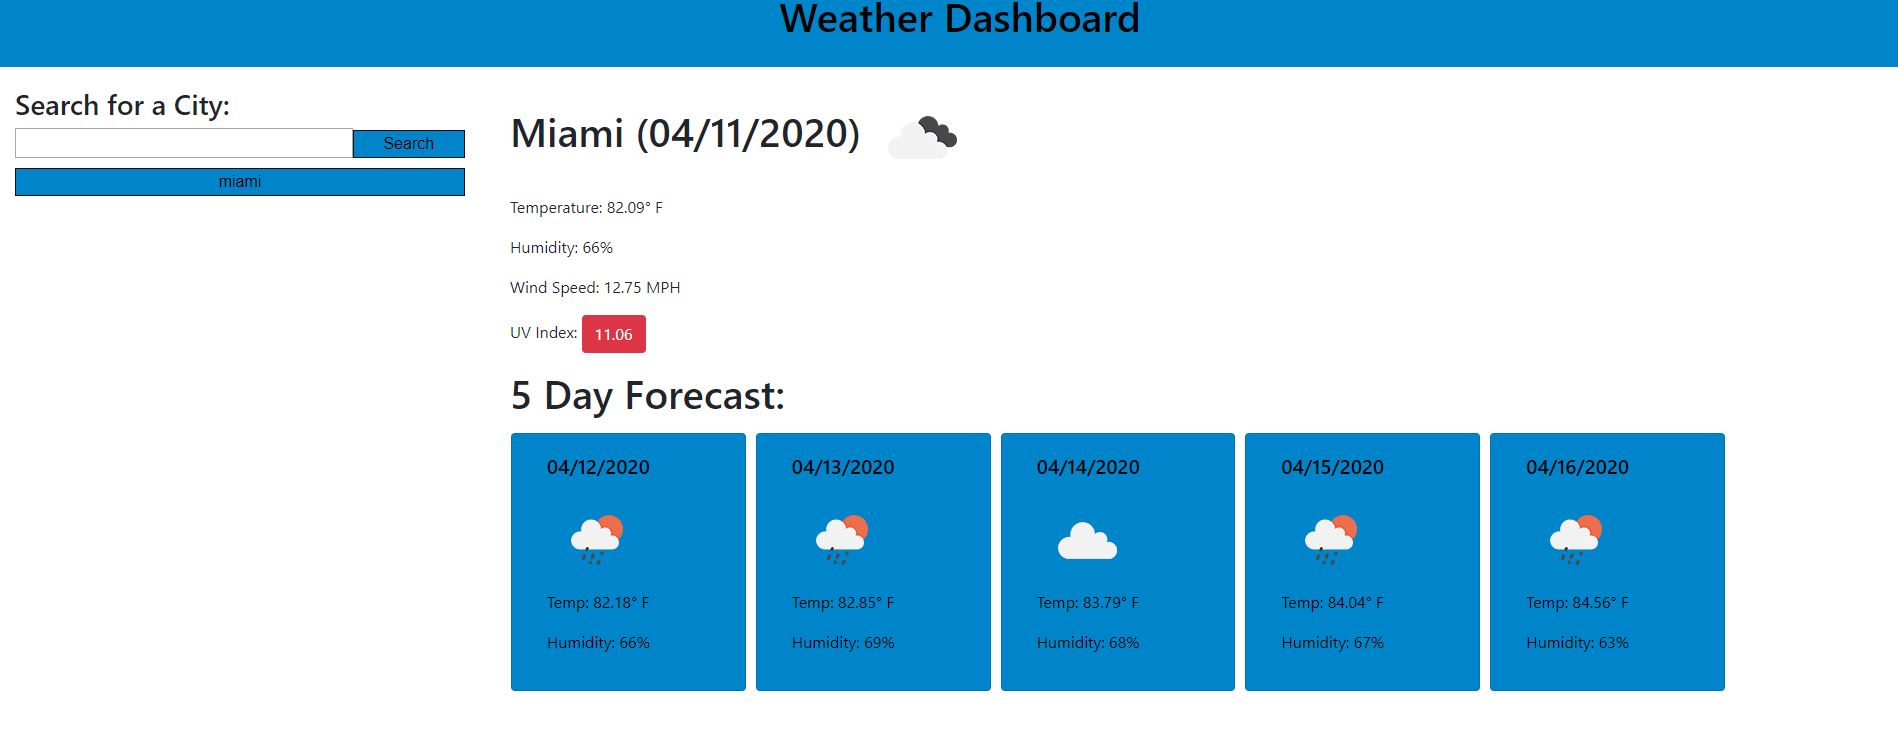 Weather Dashboard
Search for a City:
Search
miami
Miami (04/11/2020)
Temperature: 82.09° F
Humidity: 66%
Wind Speed: 12.75 MPH
UV Index: 11.06
5 Day Forecast:
04/12/2020
Temp: 82.18° F
Humidity: 66%
04/13/2020
Temp: 82.85° F
Humidity: 69%
04/14/2020
Temp: 83.79° F
Humidity: 68%
04/15/2020
Temp: 84.04° F
Humidity: 67%
04/16/2020
Temp: 84.56° F
Humidity: 63%